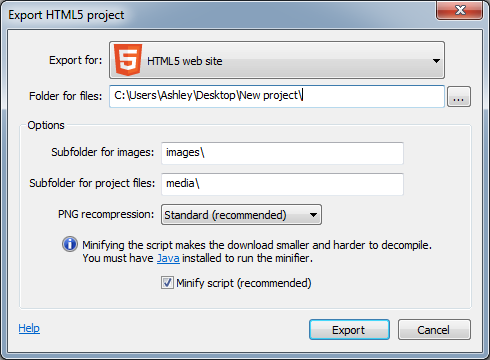 Export HTML5 project
Export for: 5 HTML5 web site
Folder for files: C:\Users\Ashley\Desktop\New project\ ...
Options
Subfolder for images: images\
Subfolder for project files: media\
PNG recompression: Standard (recommended)
Minifying the script makes the download smaller and harder to decompile.
You must have Java installed to run the minifier.
Minify script (recommended)
Help Export Cancel